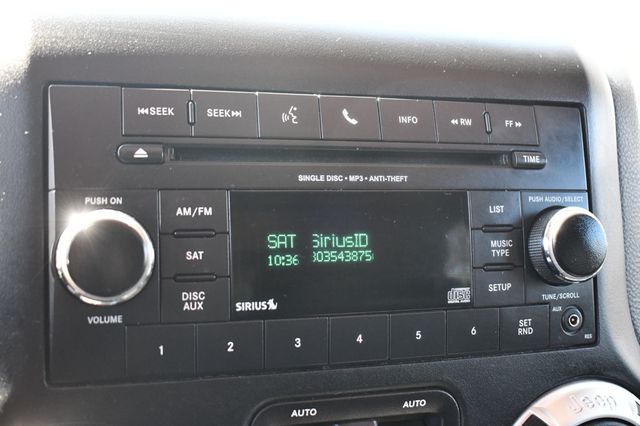 SEEK SEEK INFO RW FF
TIME
SINGLE DISC • MP3 • ANTI-THEFT
PUSH ON
VOLUME
AM/FM
SAT
DISC
AUX
SAT SiriusID
10:36
SIRIUS
LIST
MUSIC
TYPE
SETUP
PUSH AUDIO/SELECT
TUNE/SCROLL
AUX
RES
1 2 3 4 5 6 SET
RND
AUTO AUTO
Jeep